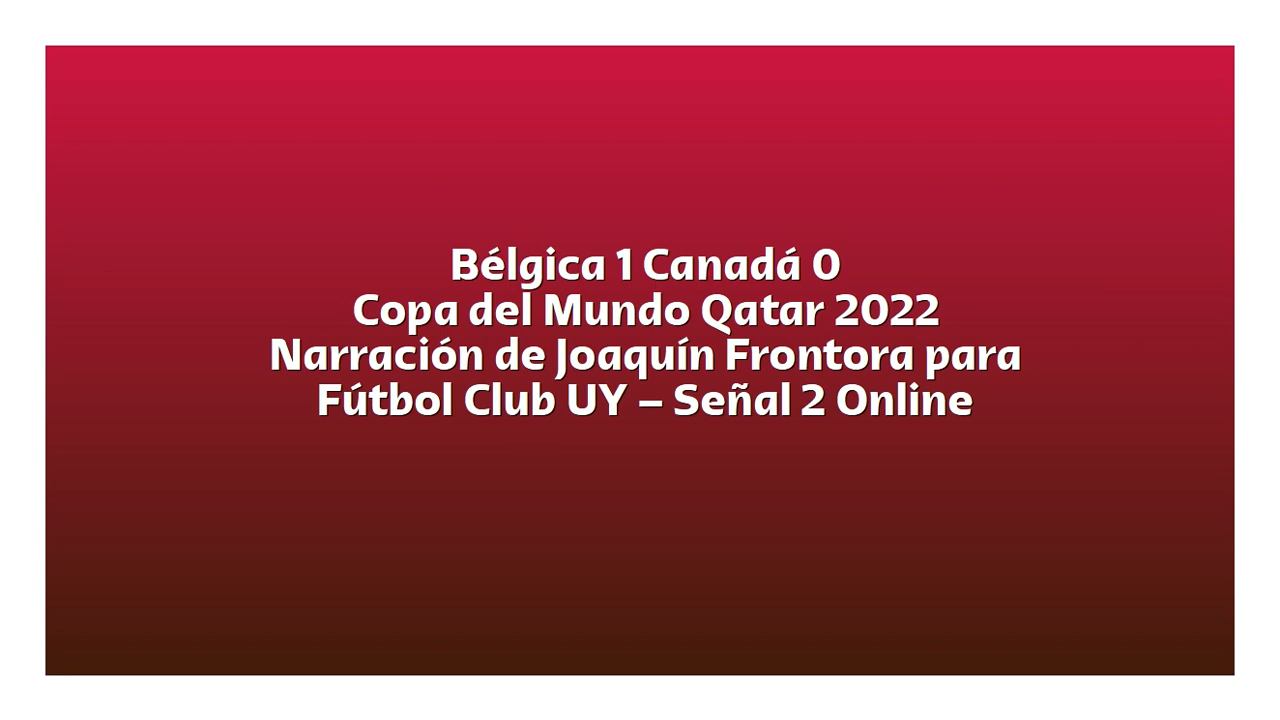 Bélgica 1 Canadá 0
Copa del Mundo Qatar 2022
Narración de Joaquín Frontora para
Fútbol Club UY – Señal 2 Online